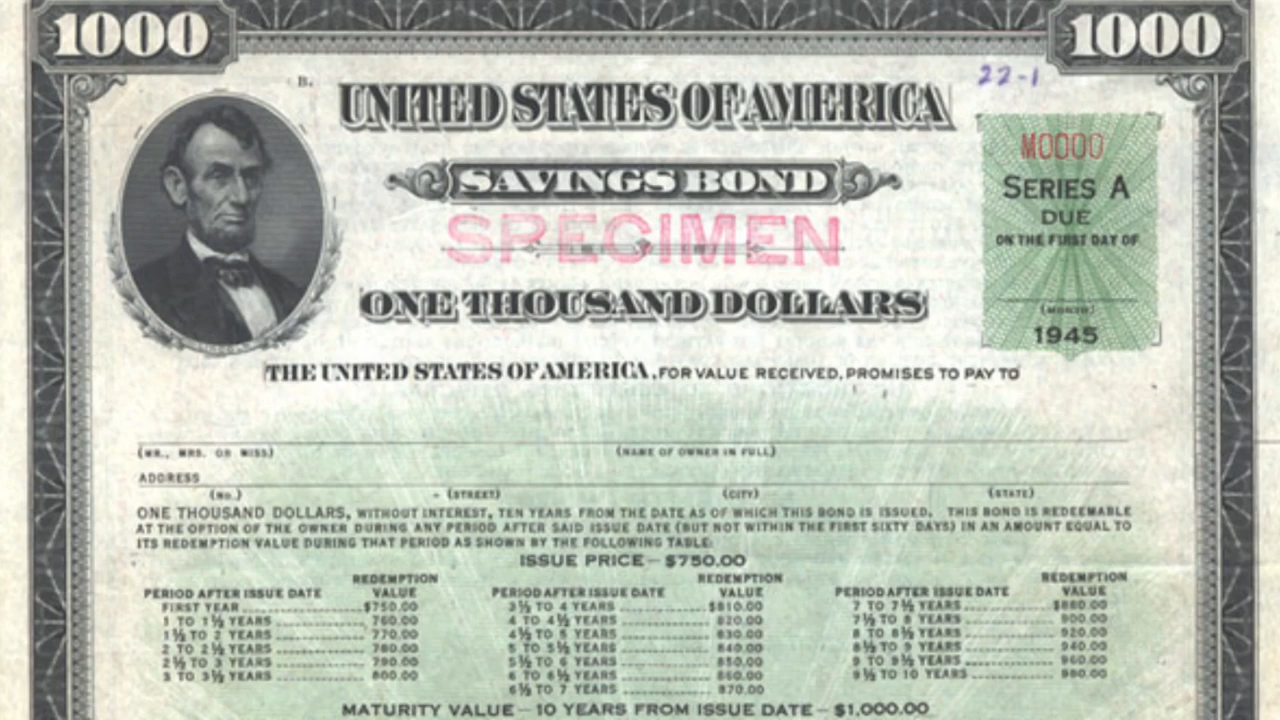 1000 1000
B.
22-1
UNITED STATES OF AMERICA
SAVINGS BOND
SPECIMEN
ONE THOUSAND DOLLARS
M0000
SERIES A
DUE
ON THE FIRST DAY OF
(MONTH)
1945
THE UNITED STATES OF AMERICA, FOR VALUE RECEIVED, PROMISES TO PAY TO
(MR., MRS. OR MISS) (NAME OF OWNER IN FULL)
ADDRESS
(NO.) (STREET) (CITY) (STATE)
ONE THOUSAND DOLLARS, WITHOUT INTEREST, TEN YEARS FROM THE DATE AS OF WHICH THIS BOND IS ISSUED. THIS BOND IS REDEEMABLE
AT THE OPTION OF THE OWNER DURING ANY PERIOD AFTER SAID ISSUE DATE (BUT NOT WITHIN THE FIRST SIXTY DAYS) IN AN AMOUNT EQUAL TO
ITS REDEMPTION VALUE DURING THAT PERIOD AS SHOWN BY THE FOLLOWING TABLE:
ISSUE PRICE — $750.00
PERIOD AFTER ISSUE DATE REDEMPTION VALUE
FIRST YEAR $750.00
1 TO 1½ YEARS 760.00
1½ TO 2 YEARS 770.00
2 TO 2½ YEARS 780.00
2½ TO 3 YEARS 790.00
3 TO 3½ YEARS 800.00
PERIOD AFTER ISSUE DATE REDEMPTION VALUE
3½ TO 4 YEARS $810.00
4 TO 4½ YEARS 820.00
4½ TO 5 YEARS 830.00
5 TO 5½ YEARS 840.00
5½ TO 6 YEARS 850.00
6 TO 6½ YEARS 860.00
6½ TO 7 YEARS 870.00
PERIOD AFTER ISSUE DATE REDEMPTION VALUE
7 TO 7½ YEARS $880.00
7½ TO 8 YEARS 900.00
8 TO 8½ YEARS 920.00
8½ TO 9 YEARS 940.00
9 TO 9½ YEARS 960.00
9½ TO 10 YEARS 980.00
MATURITY VALUE — 10 YEARS FROM ISSUE DATE — $1,000.00